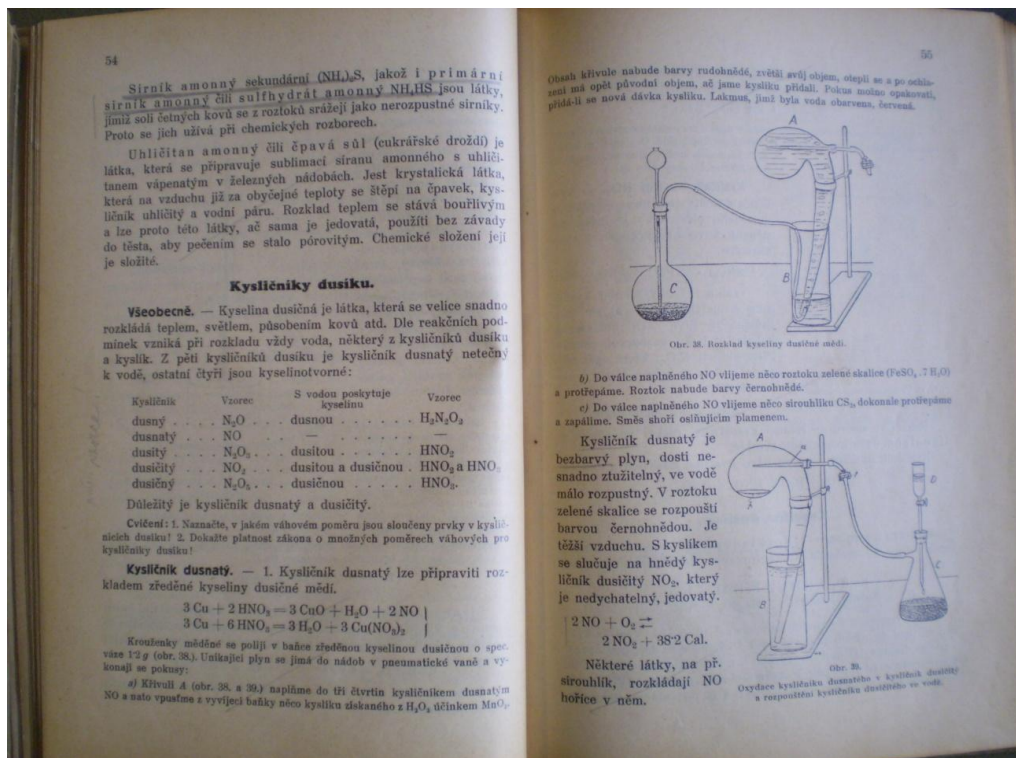 54
Sirník amonný sekundární (NH₄)₂S, jakož i primární
sirník amonný čili sulfhydrát amonný NH₄HS jsou látky,
jimiž soli četných kovů se z roztoků srážejí jako nerozpustné sirníky.
Proto se jich užívá při chemických rozborech.
Uhličitan amonný čili čpavá sůl (cukrářské droždí) je
látka, která se připravuje sublimací síranu amonného s uhliči-
tanem vápenatým v železných nádobách. Jest krystalická látka,
která na vzduchu již za obyčejné teploty se štěpí na čpavek, kys-
ličník uhličitý a vodní páru. Rozklad teplem se stává bouřlivým
a lze proto této látky, ač sama je jedovatá, použíti bez závady
do těsta, aby pečením se stalo pórovitým. Chemické složení její
je složité.
Kysličníky dusíku.
Všeobecně. — Kyselina dusičná je látka, která se velice snadno
rozkládá teplem, světlem, působením kovů atd. Dle reakčních pod-
mínek vzniká při rozkladu vždy voda, některý z kysličníků dusíku
a kyslík. Z pěti kysličníků dusíku je kysličník dusnatý netečný
k vodě, ostatní čtyři jsou kyselinotvorné:
Kysličník Vzorec S vodou poskytuje kyselinu Vzorec
dusný . . . . N₂O . . . dusnou . . . . . . . H₂N₂O₂
dusnatý . . . NO . . . — . . . . . . . —
dusitý . . . . N₂O₃ . . . dusitou . . . . . . HNO₂
dusičitý . . . NO₂ . . . dusitou a dusičnou . HNO₂ a HNO₃
dusičný . . . N₂O₅ . . . dusičnou . . . . . HNO₃.
Důležitý je kysličník dusnatý a dusičitý.
Cvičení: 1. Naznačte, v jakém váhovém poměru jsou sloučeny prvky v kyslič-
nících dusíku! 2. Dokažte platnost zákona o množných poměrech váhových pro
kysličníky dusíku!
Kysličník dusnatý. — 1. Kysličník dusnatý lze připraviti roz-
kladem zředěné kyseliny dusičné mědí.
3 Cu + 2 HNO₃ = 3 CuO + H₂O + 2 NO |
3 Cu + 6 HNO₃ = 3 H₂O + 3 Cu(NO₃)₂ |
Krouženky měděné se polijí v baňce zředěnou kyselinou dusičnou o spec.
váze 1·2 g (obr. 38.). Unikající plyn se jímá do nádob v pneumatické vaně a vy-
konají se pokusy:
a) Křivuli A (obr. 38. a 39.) naplňme do tří čtvrtin kysličníkem dusnatým
NO a nato vpusťme z vyvíjecí baňky něco kyslíku získaného z H₂O₂ účinkem MnO₂.
55
Obsah křivule nabude barvy rudohnědé, zvětší svůj objem, oteplí se a po ochla-
zení má opět původní objem, ač jsme kyslíku přidali. Pokus možno opakovati,
přidá-li se nová dávka kyslíku. Lakmus, jímž byla voda obarvena, červená.
A
B
C
Obr. 38. Rozklad kyseliny dusičné mědí.
b) Do válce naplněného NO vlijeme něco roztoku zelené skalice (FeSO₄ . 7 H₂O)
a protřepáme. Roztok nabude barvy černohnědé.
c) Do válce naplněného NO vlijeme něco sirouhlíku CS₂, dokonale protřepáme
a zapálíme. Směs shoří oslňujícím plamenem.
Kysličník dusnatý je
bezbarvý plyn, dosti ne-
snadno ztužitelný, ve vodě
málo rozpustný. V roztoku
zelené skalice se rozpouští
barvou černohnědou. Je
těžší vzduchu. S kyslíkem
se slučuje na hnědý kys-
ličník dusičitý NO₂, který
je nedychatelný, jedovatý.
2 NO + O₂ ⇄
2 NO₂ + 38·2 Cal.
Některé látky, na př.
sirouhlík, rozkládají NO
hoříce v něm.
A
B
C
D
Obr. 39.
Oxydace kysličníku dusnatého v kysličník dusičitý
a rozpouštění kysličníku dusičitého ve vodě.